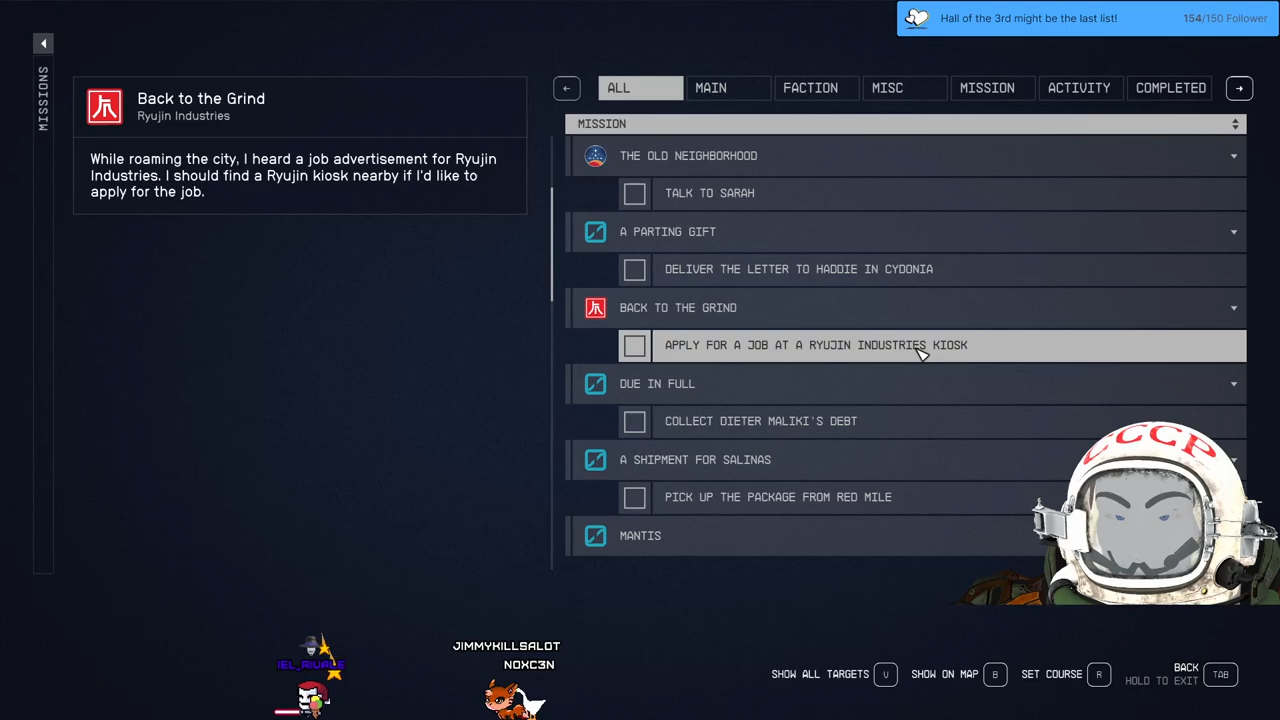 Hall of the 3rd might be the last list!
154/150 Follower
MISSIONS
Back to the Grind
Ryujin Industries
While roaming the city, I heard a job advertisement for Ryujin
Industries. I should find a Ryujin kiosk nearby if I'd like to
apply for the job.
ALL
MAIN
FACTION
MISC
MISSION
ACTIVITY
COMPLETED
MISSION
THE OLD NEIGHBORHOOD
TALK TO SARAH
A PARTING GIFT
DELIVER THE LETTER TO HADDIE IN CYDONIA
BACK TO THE GRIND
APPLY FOR A JOB AT A RYUJIN INDUSTRIES KIOSK
DUE IN FULL
COLLECT DIETER MALIKI'S DEBT
A SHIPMENT FOR SALINAS
PICK UP THE PACKAGE FROM RED MILE
MANTIS
CCCP
IEL_RIVALE
JIMMYKILLSALOT
NOXC3N
SHOW ALL TARGETS V
SHOW ON MAP B
SET COURSE R
BACK
HOLD TO EXIT
TAB